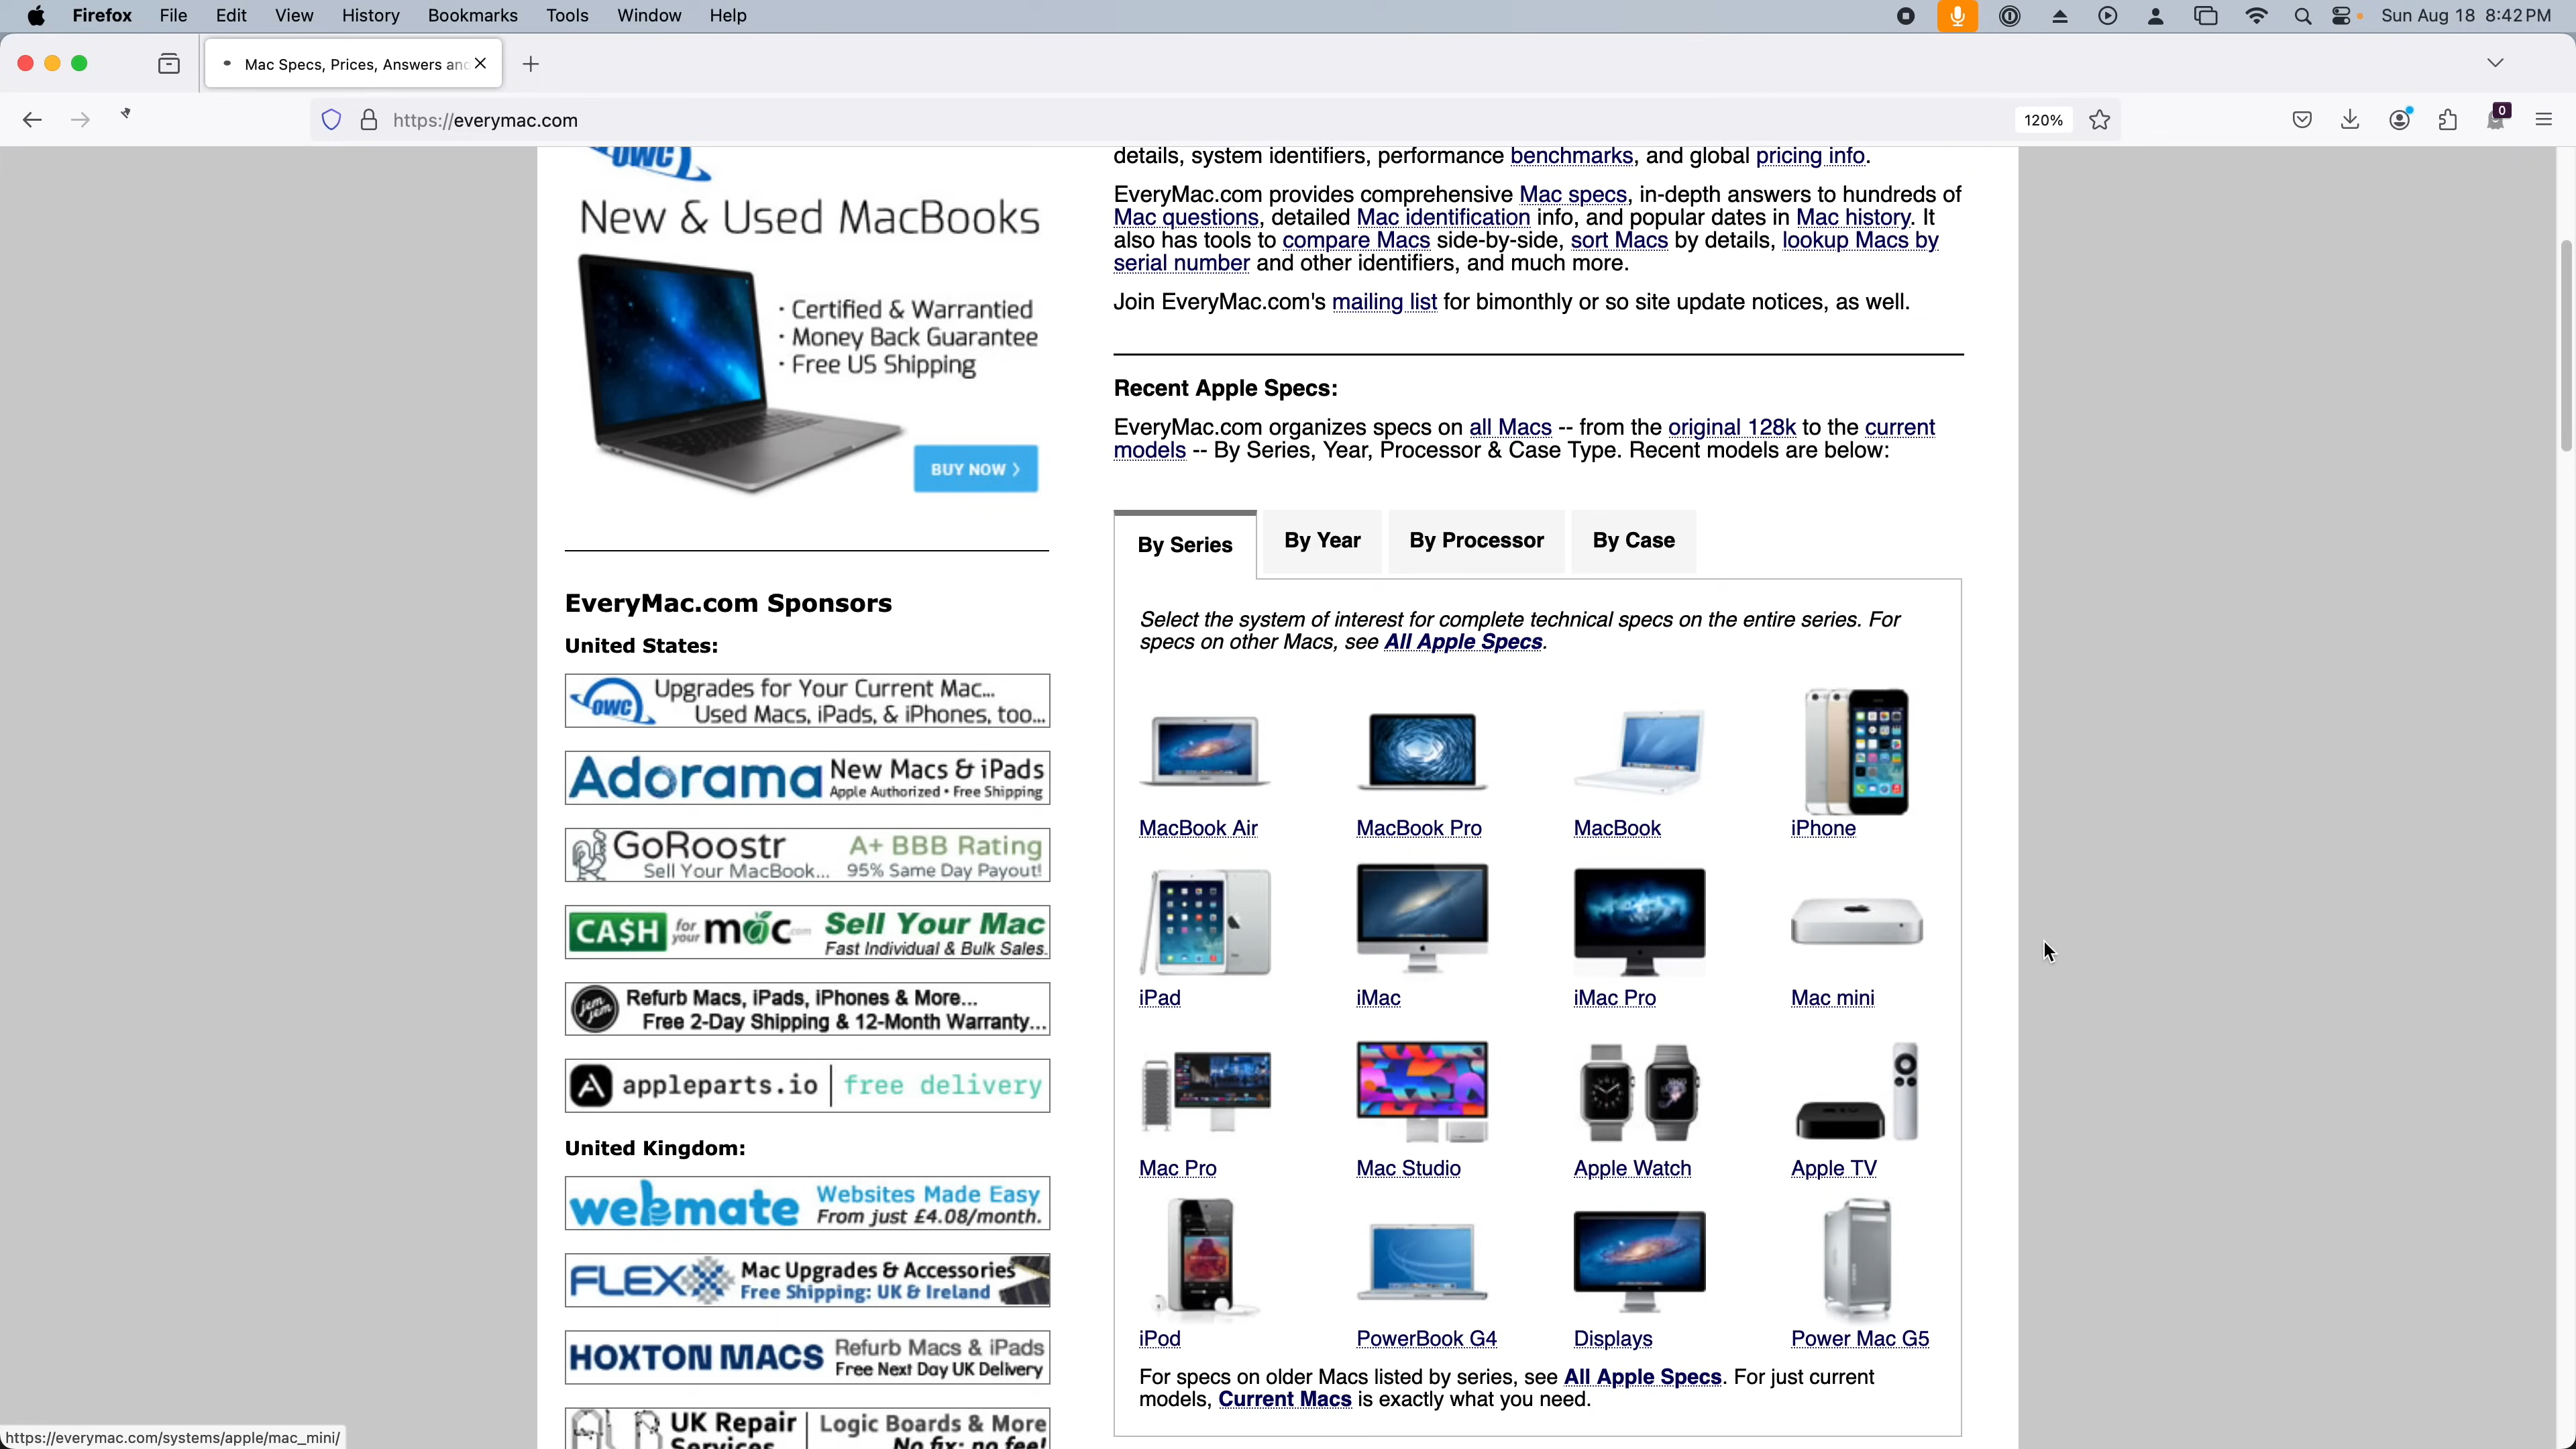 Firefox File Edit View History Bookmarks Tools Window Help Sun Aug 18 8:42 PM
Mac Specs, Prices, Answers and
https://everymac.com 120% 0
OWC
New & Used MacBooks
· Certified & Warrantied
· Money Back Guarantee
· Free US Shipping
BUY NOW >
EveryMac.com Sponsors
United States:
OWC Upgrades for Your Current Mac...
Used Macs, iPads, & iPhones, too...
Adorama New Macs & iPads
Apple Authorized • Free Shipping
GoRoostr A+ BBB Rating
Sell Your MacBook... 95% Same Day Payout!
CA$H for your mac.com Sell Your Mac
Fast Individual & Bulk Sales.
jem jem Refurb Macs, iPads, iPhones & More...
Free 2-Day Shipping & 12-Month Warranty...
appleparts.io | free delivery
United Kingdom:
webmate Websites Made Easy
From just £4.08/month.
FLEX Mac Upgrades & Accessories
Free Shipping: UK & Ireland
HOXTON MACS Refurb Macs & iPads
Free Next Day UK Delivery
UK Repair Services | Logic Boards & More
No fix: no fee!
details, system identifiers, performance benchmarks, and global pricing info.
EveryMac.com provides comprehensive Mac specs, in-depth answers to hundreds of
Mac questions, detailed Mac identification info, and popular dates in Mac history. It
also has tools to compare Macs side-by-side, sort Macs by details, lookup Macs by
serial number and other identifiers, and much more.
Join EveryMac.com's mailing list for bimonthly or so site update notices, as well.
Recent Apple Specs:
EveryMac.com organizes specs on all Macs -- from the original 128k to the current
models -- By Series, Year, Processor & Case Type. Recent models are below:
By Series By Year By Processor By Case
Select the system of interest for complete technical specs on the entire series. For
specs on other Macs, see All Apple Specs.
MacBook Air MacBook Pro MacBook iPhone
iPad iMac iMac Pro Mac mini
Mac Pro Mac Studio Apple Watch Apple TV
iPod PowerBook G4 Displays Power Mac G5
For specs on older Macs listed by series, see All Apple Specs. For just current
models, Current Macs is exactly what you need.
https://everymac.com/systems/apple/mac_mini/